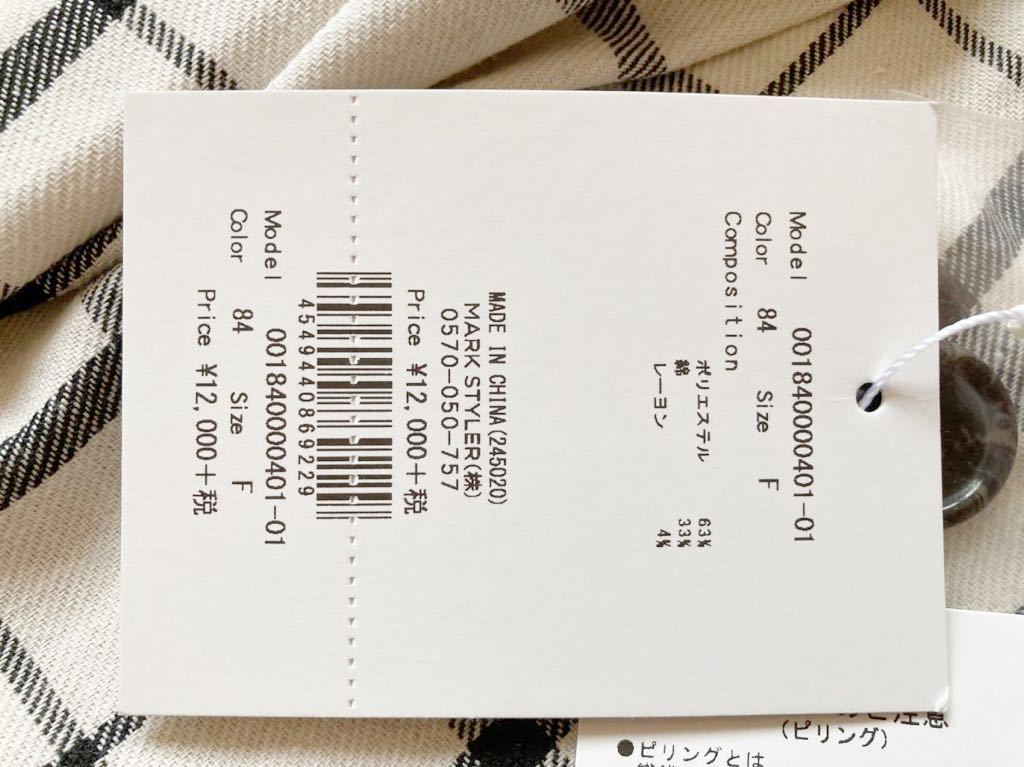 Model 001840000401-01
Color 84 Size F
Composition
ポリエステル 63%
綿 33%
レーヨン 4%
MADE IN CHINA(245020)
MARK STYLER(株)
0570-050-757
Price ¥12,000+税
4549440869229
Model 001840000401-01
Color 84 Size F
Price ¥12,000+税
(ピリング)
●ピリングとは